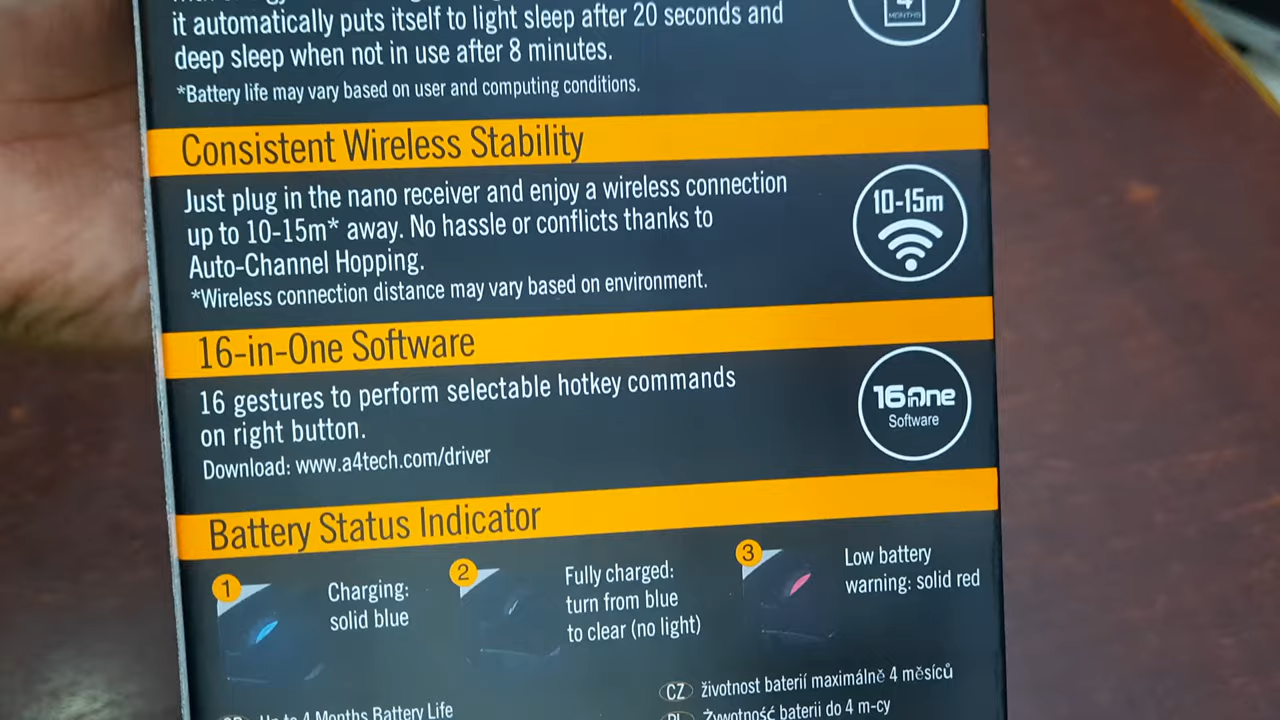 it automatically puts itself to light sleep after 20 seconds and
deep sleep when not in use after 8 minutes.
*Battery life may vary based on user and computing conditions.
4
MONTHS
Consistent Wireless Stability
Just plug in the nano receiver and enjoy a wireless connection
up to 10-15m* away. No hassle or conflicts thanks to
Auto-Channel Hopping.
*Wireless connection distance may vary based on environment.
10-15m
16-in-One Software
16 gestures to perform selectable hotkey commands
on right button.
Download: www.a4tech.com/driver
16in One
Software
Battery Status Indicator
1
Charging:
solid blue
2
Fully charged:
turn from blue
to clear (no light)
3
Low battery
warning: solid red
Up to 4 Months Battery Life
CZ životnost baterií maximálně 4 měsíců
PL Żywotność baterii do 4 m-cy